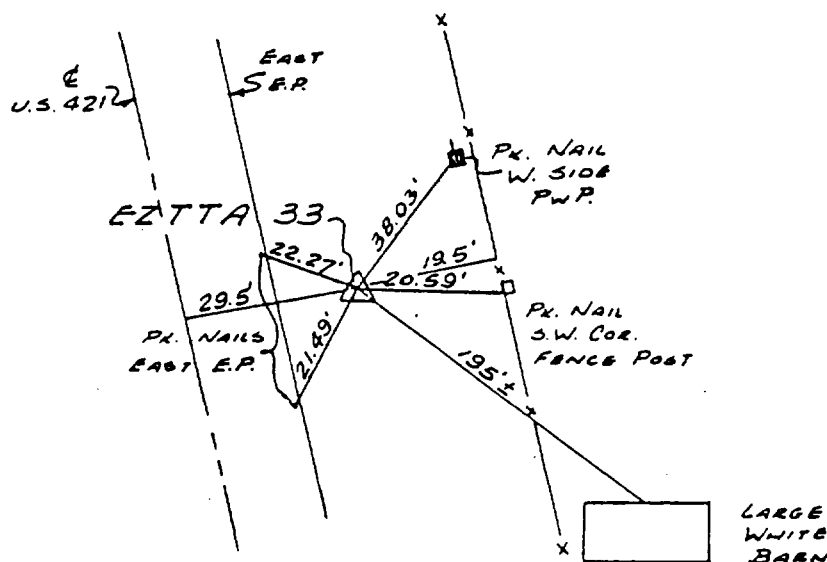 EAST
E.P.
℄
U.S. 421
PK. NAIL
W. SIDE
PWP.
EZTTA 33
38.03'
22.27'
19.5'
20.59'
29.5'
PK. NAILS
EAST E.P.
21.49'
PK. NAIL
S.W. COR.
FENCE POST
195'±
LARGE
WHITE
BARN